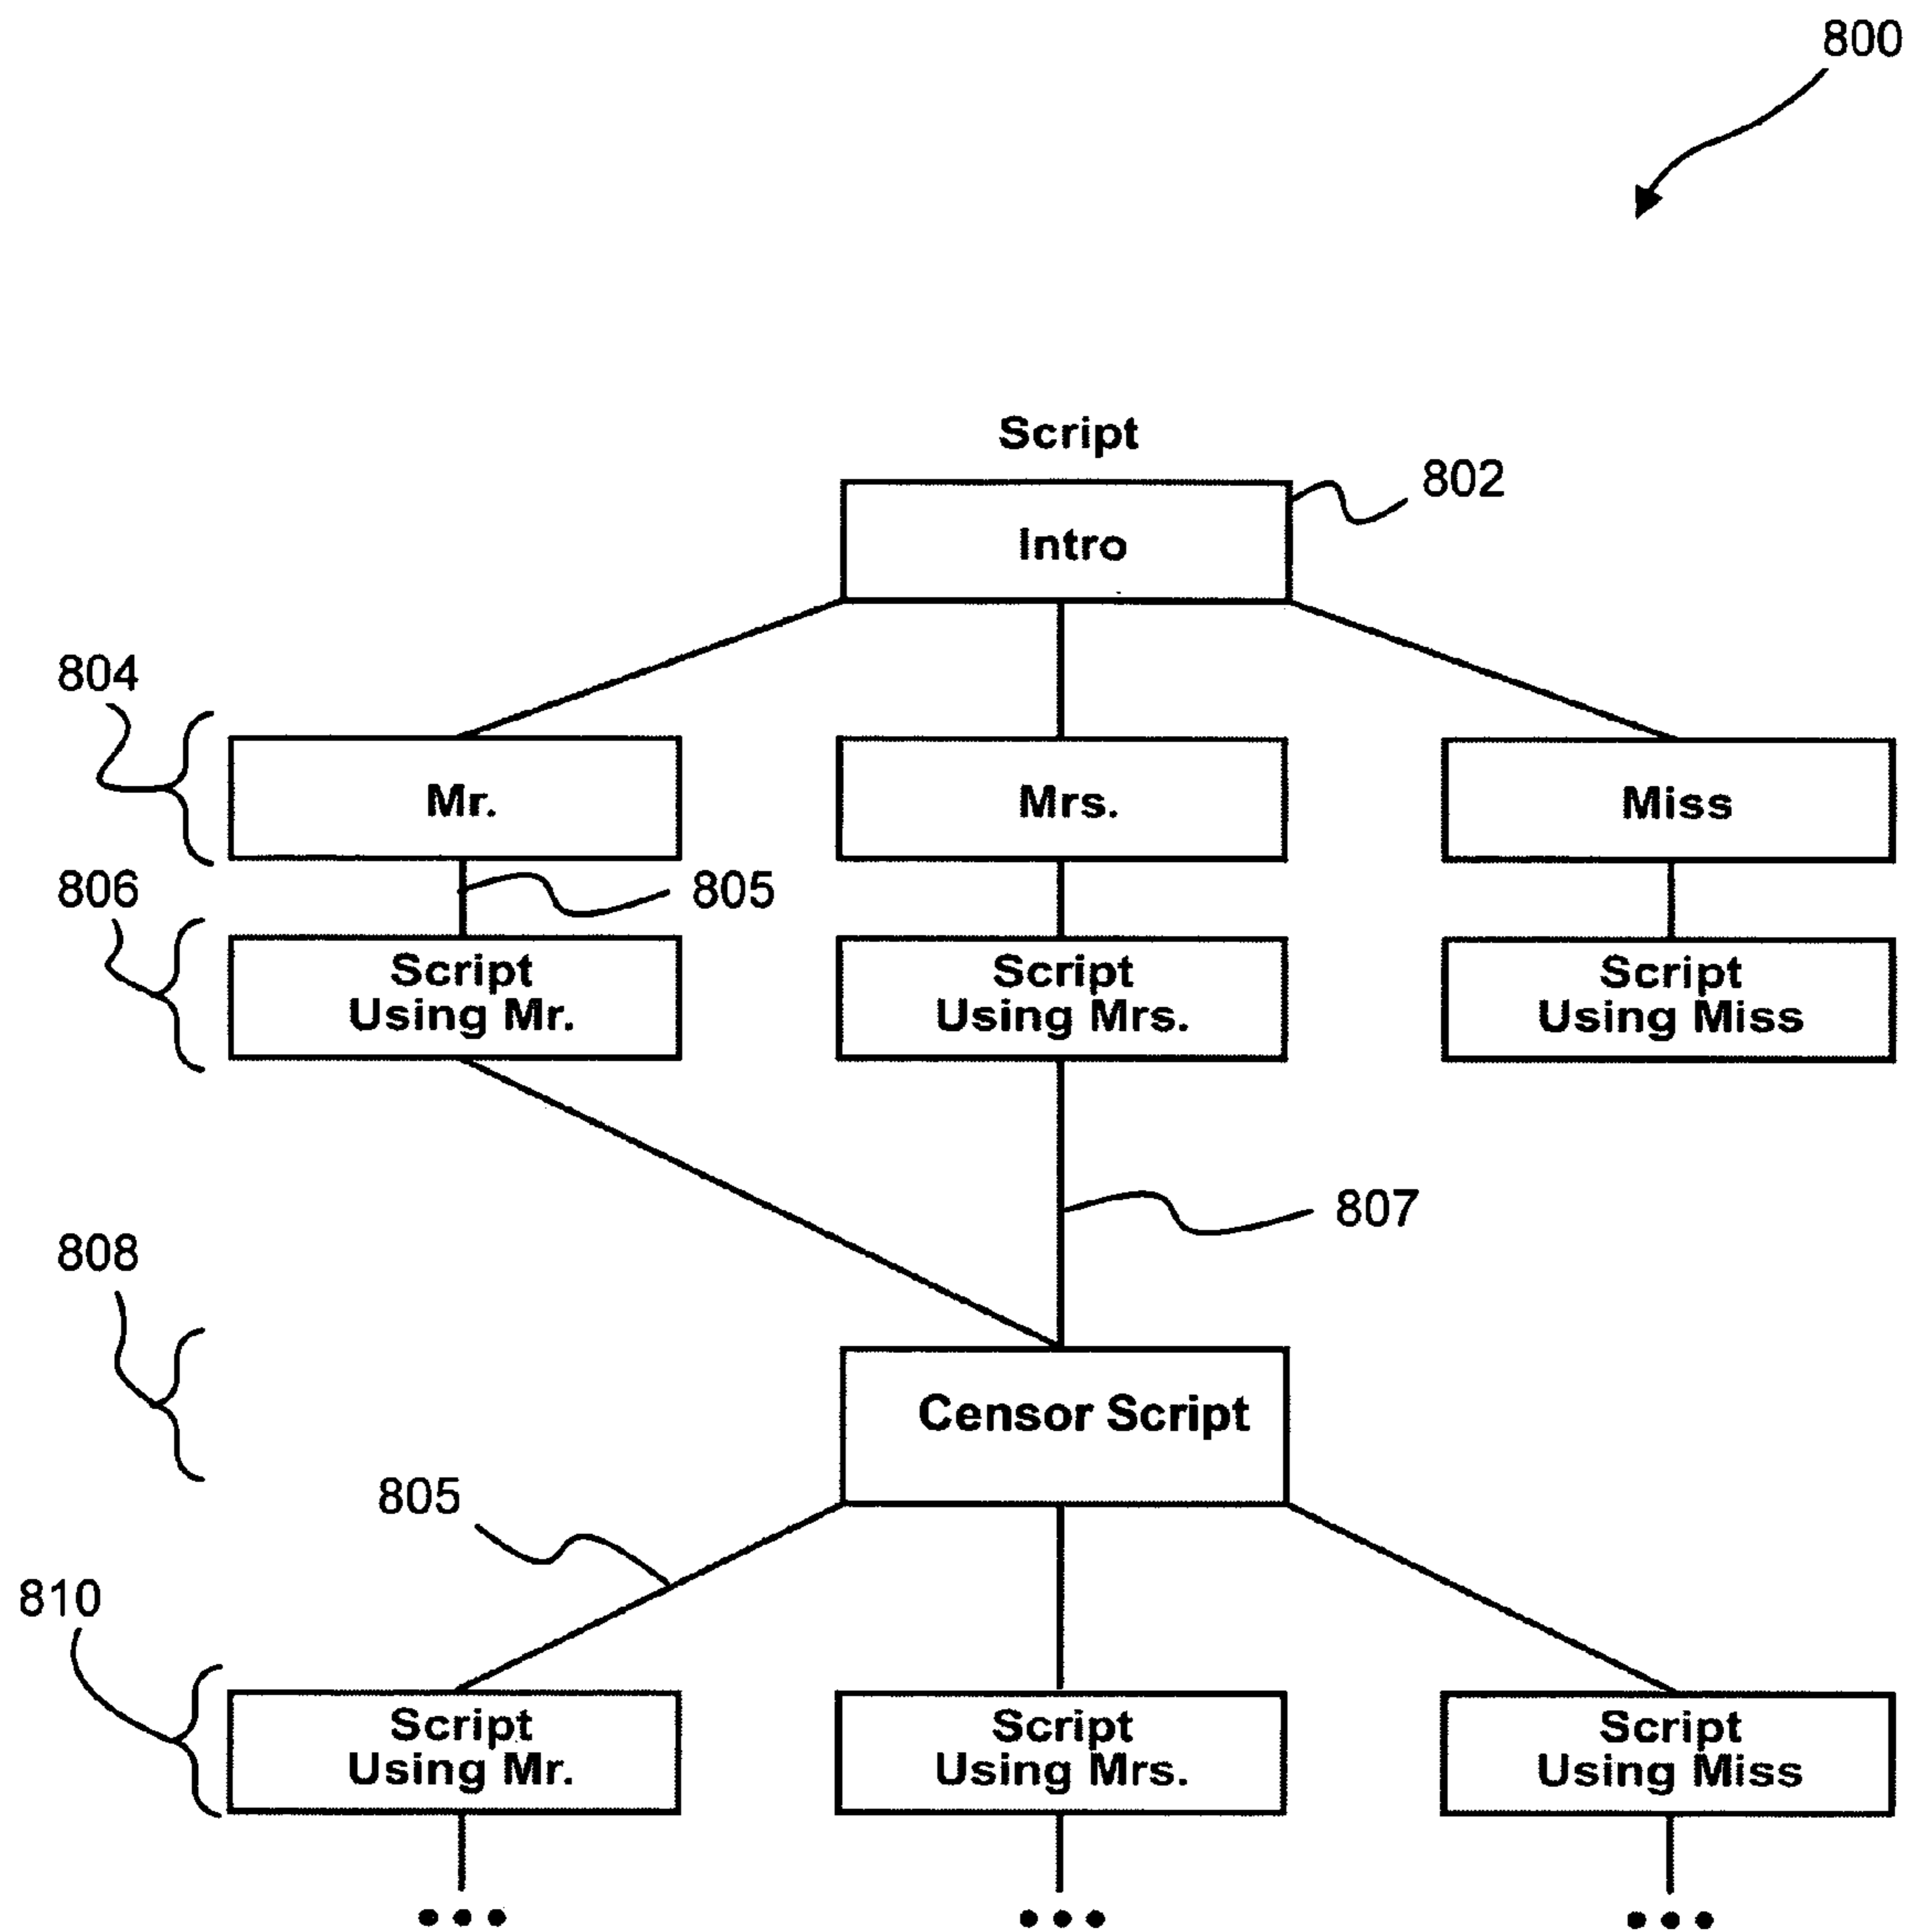 800
Script
802
Intro
804
Mr.
Mrs.
Miss
806
805
Script
Using Mr.
Script
Using Mrs.
Script
Using Miss
807
808
Censor Script
805
810
Script
Using Mr.
Script
Using Mrs.
Script
Using Miss